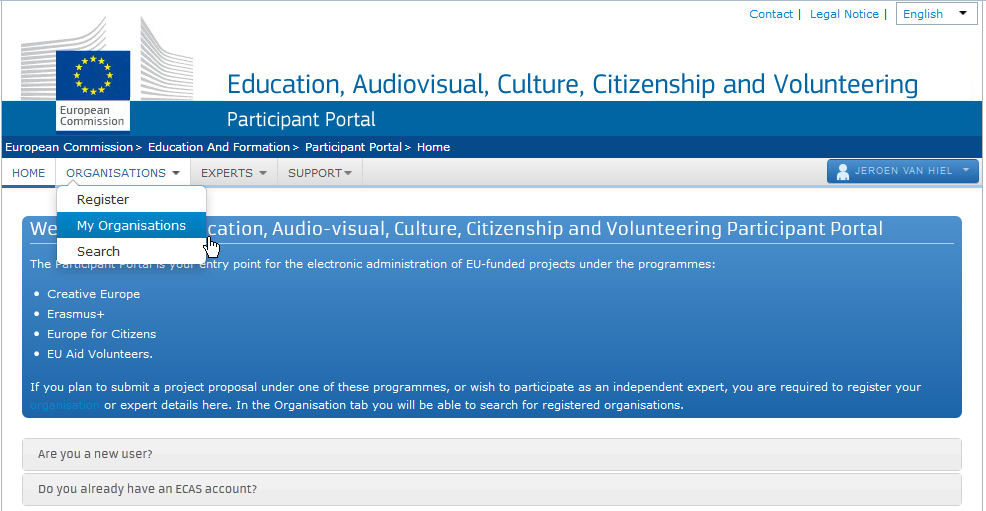 Contact | Legal Notice | English
Education, Audiovisual, Culture, Citizenship and Volunteering
European
Commission
Participant Portal
European Commission > Education And Formation > Participant Portal > Home
HOME ORGANISATIONS EXPERTS SUPPORT JEROEN VAN HIEL
Register
My Organisations
Search
We cation, Audio-visual, Culture, Citizenship and Volunteering Participant Portal
The Participant Portal is your entry point for the electronic administration of EU-funded projects under the programmes:
• Creative Europe
• Erasmus+
• Europe for Citizens
• EU Aid Volunteers.
If you plan to submit a project proposal under one of these programmes, or wish to participate as an independent expert, you are required to register your
organisation or expert details here. In the Organisation tab you will be able to search for registered organisations.
Are you a new user?
Do you already have an ECAS account?